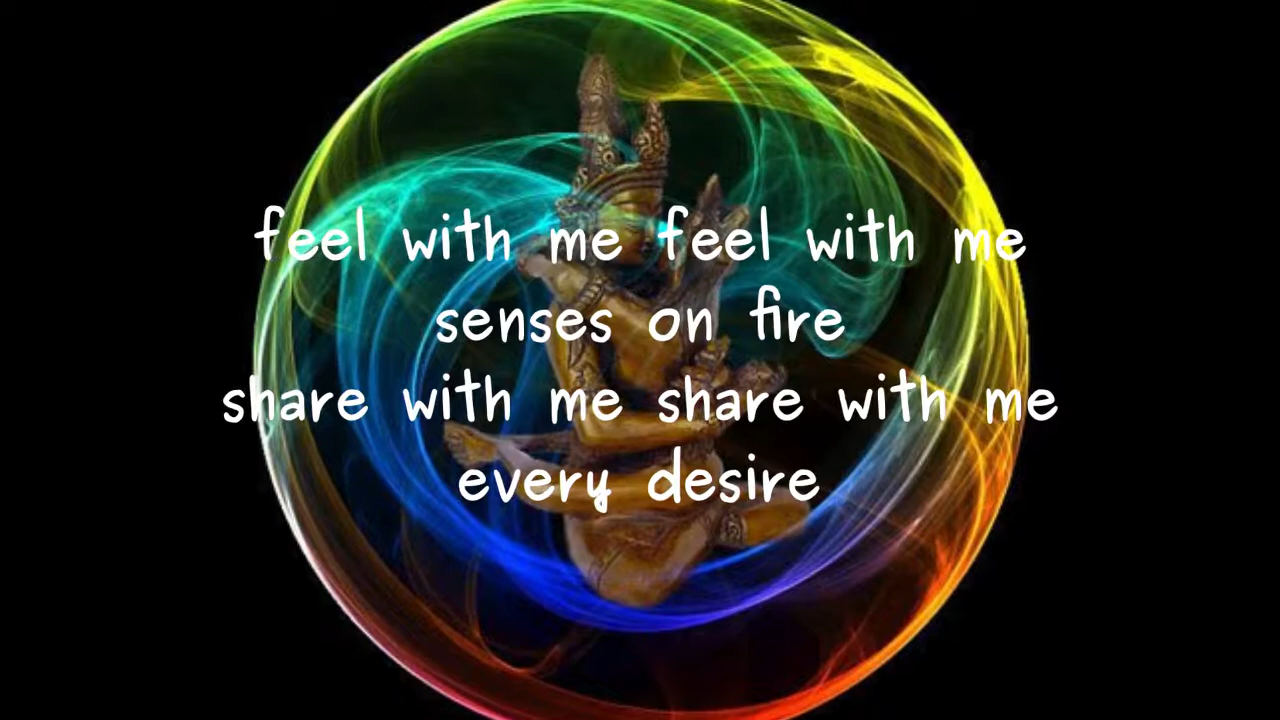 feel with me feel with me
senses on fire
share with me share with me
every desire